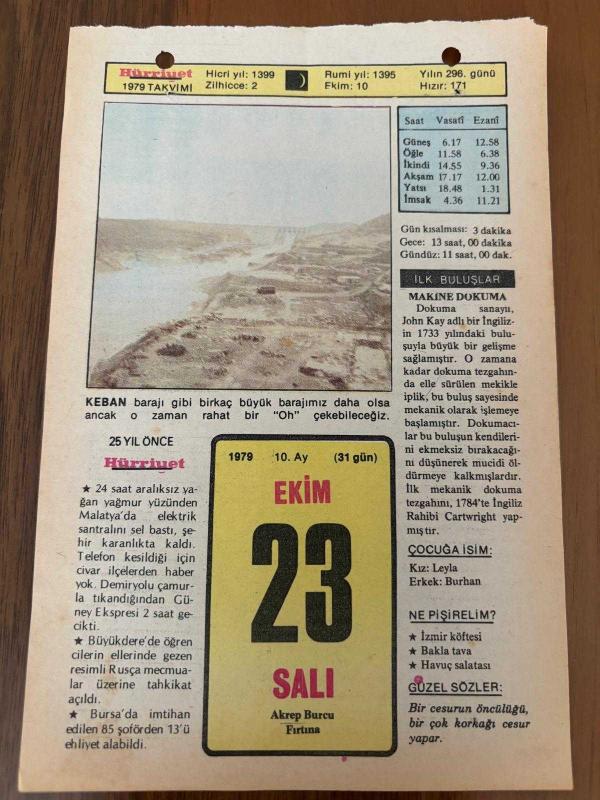 Hürriyet
1979 TAKVİMİ
Hicri yıl: 1399
Zilhicce: 2
Rumi yıl: 1395
Ekim: 10
Yılın 296. günü
Hızır: 171
Saat Vasatî Ezanî
Güneş 6.17 12.58
Öğle 11.58 6.38
İkindi 14.55 9.36
Akşam 17.17 12.00
Yatsı 18.48 1.31
İmsak 4.36 11.21
Gün kısalması: 3 dakika
Gece: 13 saat, 00 dakika
Gündüz: 11 saat, 00 dak.
KEBAN barajı gibi birkaç büyük barajımız daha olsa
ancak o zaman rahat bir "Oh" çekebileceğiz.
İLK BULUŞLAR
MAKİNE DOKUMA
Dokuma sanayıı,
John Kay adlı bir İngiliz-
in 1733 yılındaki bulu-
şuyla büyük bir gelişme
sağlamıştır. O zamana
kadar dokuma tezgahın-
da elle sürülen mekikle
iplik, bu buluş sayesinde
mekanik olarak işlemeye
başlamıştır. Dokumacı-
lar bu buluşun kendileri-
ni ekmeksiz bırakacağı-
nı düşünerek mucidi öl-
dürmeye kalkmışlardır.
İlk mekanik dokuma
tezgahını, 1784'te İngiliz
Rahibi Cartwright yap-
mıştır.
ÇOCUĞA İSİM:
Kız: Leyla
Erkek: Burhan
NE PİŞİRELİM?
★ İzmir köftesi
★ Bakla tava
★ Havuç salatası
GÜZEL SÖZLER:
Bir cesurun öncülüğü,
bir çok korkağı cesur
yapar.
25 YIL ÖNCE
Hürriyet
★ 24 saat aralıksız ya-
ğan yağmur yüzünden
Malatya'da elektrik
santralını sel bastı, şe-
hir karanlıkta kaldı.
Telefon kesildiği için
civar ilçelerden haber
yok. Demiryolu çamur-
la tıkandığından Gü-
ney Ekspresi 2 saat ge-
cikti.
★ Büyükdere'de öğren
cilerin ellerinde gezen
resimli Rusça mecmua-
lar üzerine tahkikat
açıldı.
★ Bursa'da imtihan
edilen 85 şoförden 13'ü
ehliyet alabildi.
1979 10. Ay (31 gün)
EKİM
23
SALI
Akrep Burcu
Fırtına